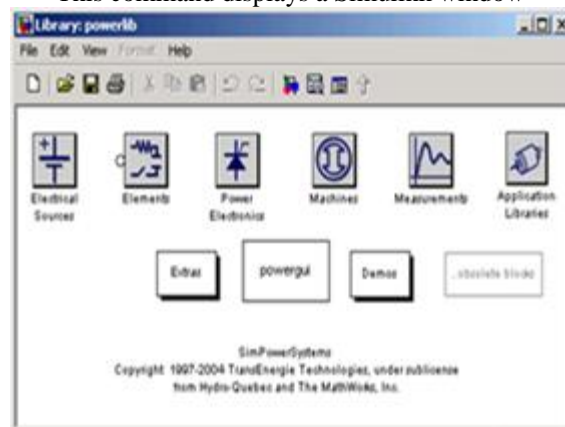 This command displays a Simulink window
Library: powerlib
File Edit View Format Help
Electrical Sources
Elements
Power Electronics
Machines
Measurements
Application Libraries
Extras
powergui
Demos
...obsolete blocks
SimPowerSystems
Copyright 1997-2004 TransEnergie Technologies, under sublicense
from Hydro-Quebec and The MathWorks, Inc.